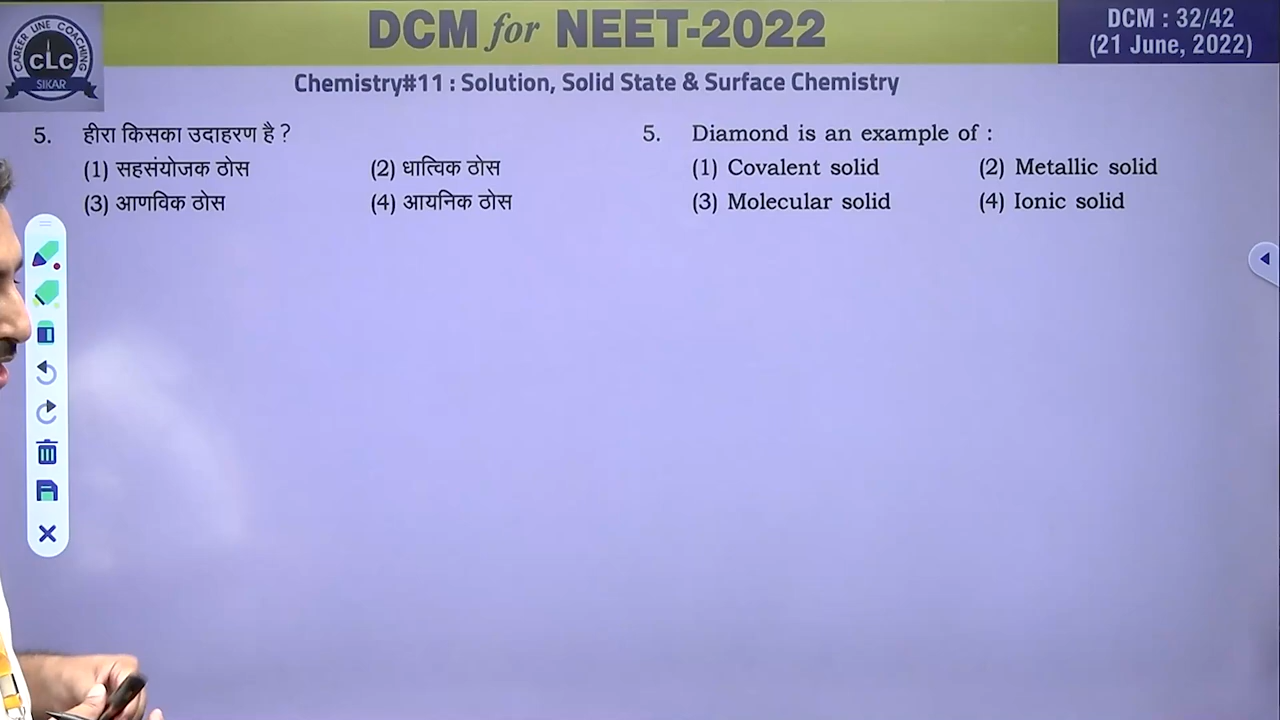 CAREER LINE COACHING
CLC
SIKAR
DCM for NEET-2022
DCM : 32/42
(21 June, 2022)
Chemistry#11 : Solution, Solid State & Surface Chemistry
5. हीरा किसका उदाहरण है ?
(1) सहसंयोजक ठोस (2) धात्विक ठोस
(3) आणविक ठोस (4) आयनिक ठोस
5. Diamond is an example of :
(1) Covalent solid (2) Metallic solid
(3) Molecular solid (4) Ionic solid